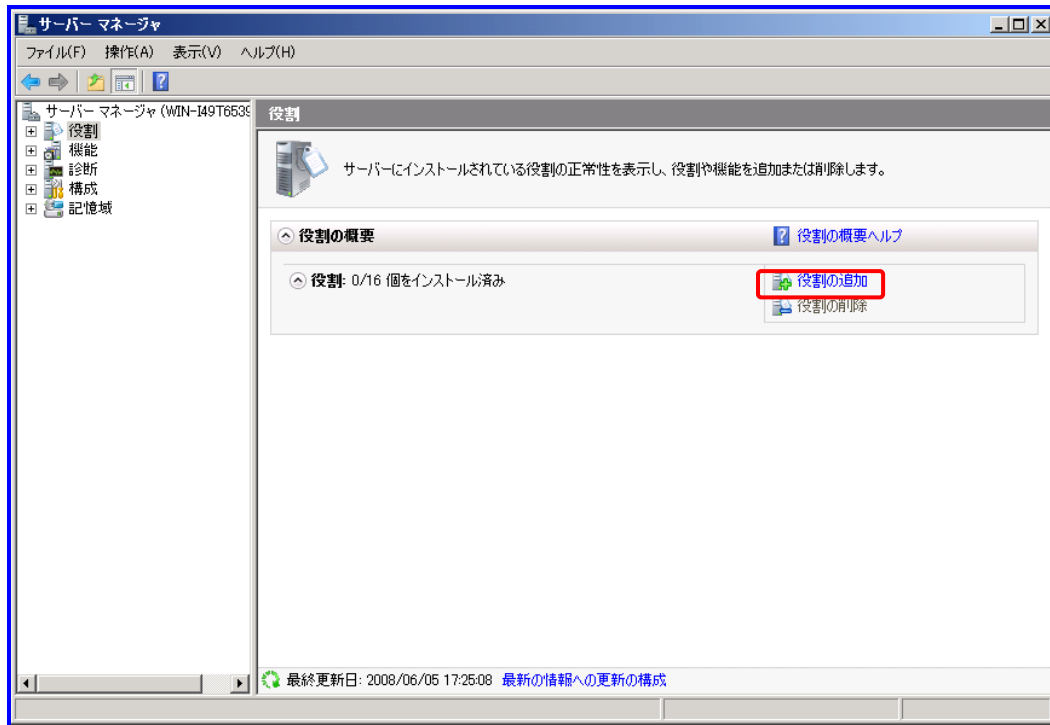 サーバー マネージャ
ファイル(F) 操作(A) 表示(V) ヘルプ(H)
サーバー マネージャ (WIN-I49T6539
役割
機能
診断
構成
記憶域
役割
サーバーにインストールされている役割の正常性を表示し、役割や機能を追加または削除します。
役割の概要
役割の概要ヘルプ
役割: 0/16 個をインストール済み
役割の追加
役割の削除
最終更新日: 2008/06/05 17:25:08 最新の情報への更新の構成